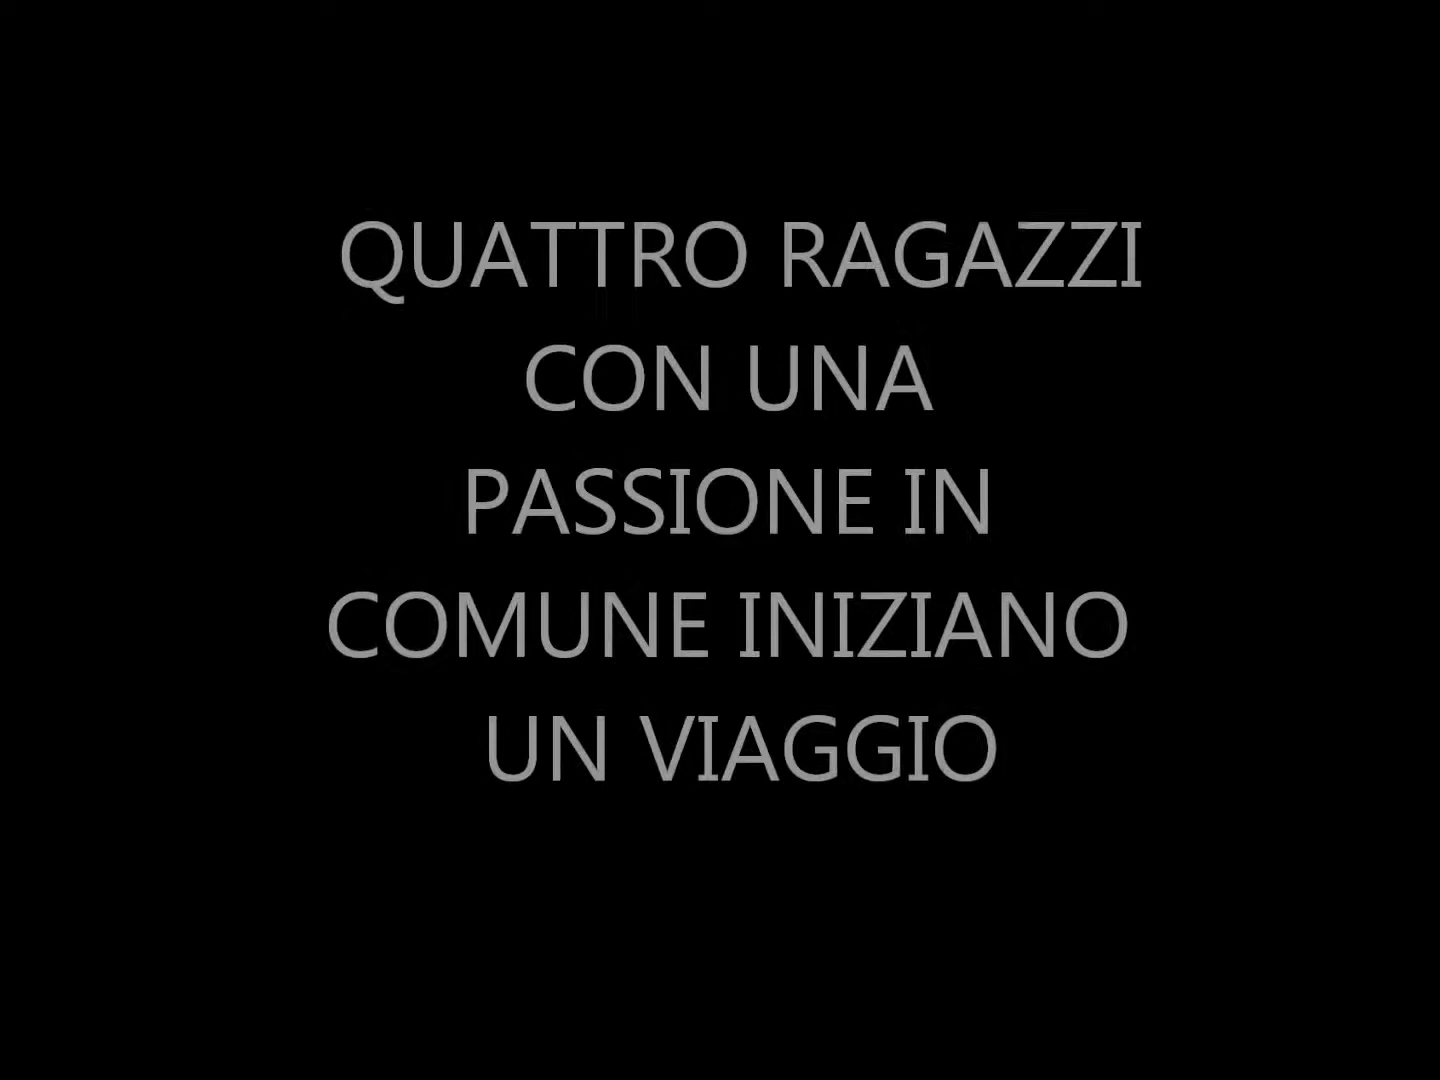 QUATTRO RAGAZZI
CON UNA
PASSIONE IN
COMUNE INIZIANO
UN VIAGGIO